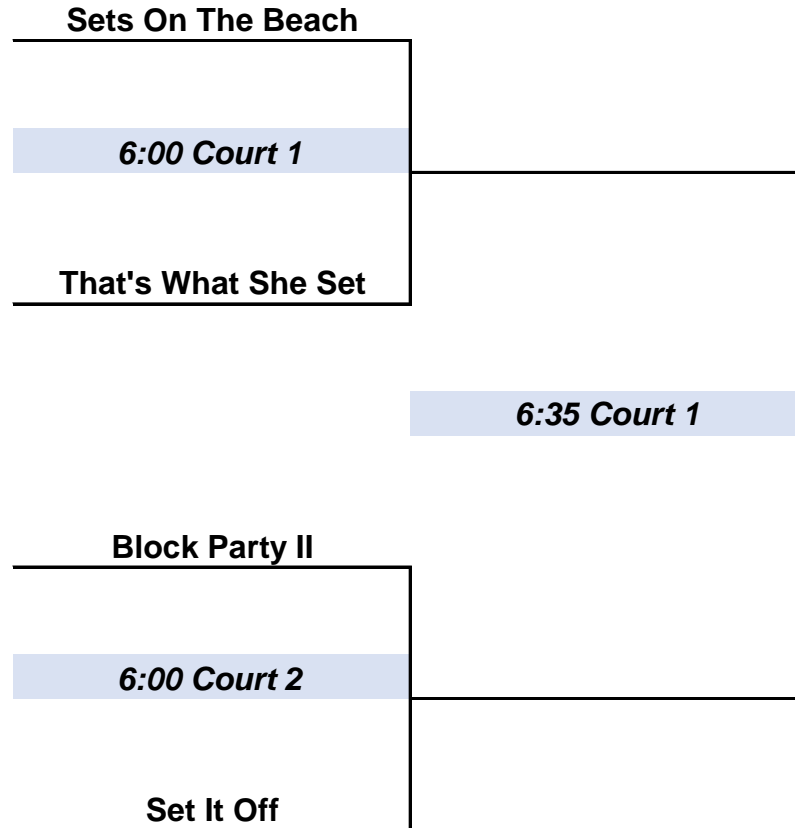 Sets On The Beach
6:00 Court 1
That's What She Set
6:35 Court 1
Block Party II
6:00 Court 2
Set It Off